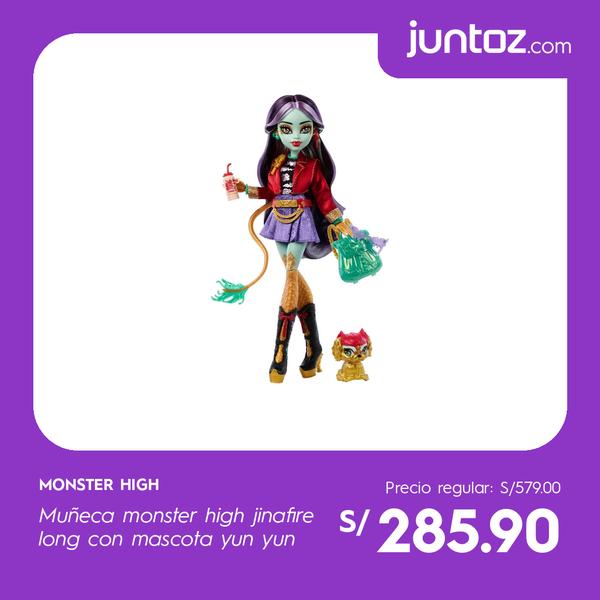 juntoz.com
MONSTER HIGH
Muñeca monster high jinafire
long con mascota yun yun
Precio regular: S/579.00
S/ 285.90